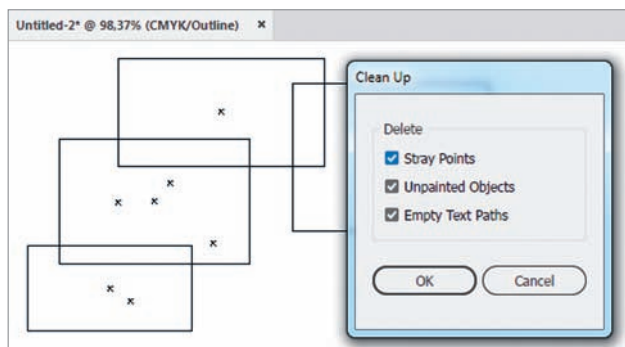 Untitled-2* @ 98,37% (CMYK/Outline) ×
Clean Up
Delete
Stray Points
Unpainted Objects
Empty Text Paths
OK Cancel